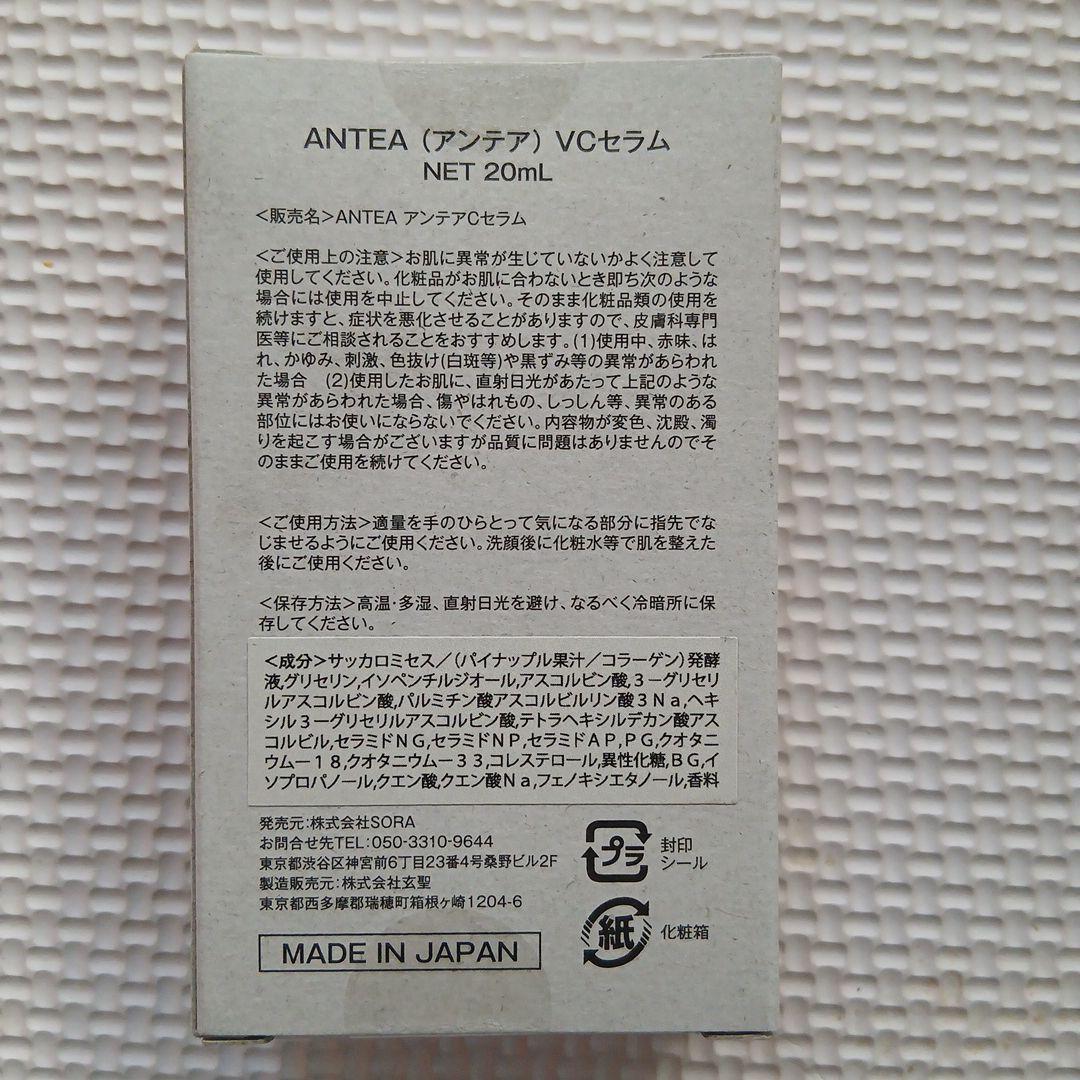 ANTEA（アンテア）VCセラム
NET 20mL
＜販売名＞ANTEA アンテアCセラム
＜ご使用上の注意＞お肌に異常が生じていないかよく注意して
使用してください。化粧品がお肌に合わないとき即ち次のような
場合には使用を中止してください。そのまま化粧品類の使用を
続けますと、症状を悪化させることがありますので、皮膚科専門
医等にご相談されることをおすすめします。(1)使用中、赤味、は
れ、かゆみ、刺激、色抜け(白斑等)や黒ずみ等の異常があらわれ
た場合　(2)使用したお肌に、直射日光があたって上記のような
異常があらわれた場合、傷やはれもの、しっしん等、異常のある
部位にはお使いにならないでください。内容物が変色、沈殿、濁
りを起こす場合がございますが品質に問題はありませんのでそ
のままご使用を続けてください。
＜ご使用方法＞適量を手のひらとって気になる部分に指先でな
じませるようにご使用ください。洗顔後に化粧水等で肌を整えた
後にご使用ください。
＜保存方法＞高温・多湿、直射日光を避け、なるべく冷暗所に保
存してください。
＜成分＞サッカロミセス／（パイナップル果汁／コラーゲン）発酵
液,グリセリン,イソペンチルジオール,アスコルビン酸,３－グリセリ
ルアスコルビン酸,パルミチン酸アスコルビルリン酸３Ｎａ,ヘキ
シル３－グリセリルアスコルビン酸,テトラヘキシルデカン酸アス
コルビル,セラミドＮＧ,セラミドＮＰ,セラミドＡＰ,ＰＧ,クオタニ
ウム－１８,クオタニウム－３３,コレステロール,異性化糖,ＢＧ,イ
ソプロパノール,クエン酸,クエン酸Ｎａ,フェノキシエタノール,香料
発売元：株式会社SORA
お問合せ先TEL：050-3310-9644
東京都渋谷区神宮前6丁目23番4号桑野ビル2F
製造販売元：株式会社玄聖
東京都西多摩郡瑞穂町箱根ヶ崎1204-6
MADE IN JAPAN
プラ
封印
シール
紙
化粧箱